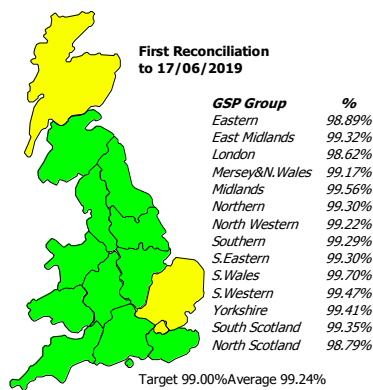 First Reconciliation
to 17/06/2019
GSP Group %
Eastern 98.89%
East Midlands 99.32%
London 98.62%
Mersey&N.Wales 99.17%
Midlands 99.56%
Northern 99.30%
North Western 99.22%
Southern 99.29%
S.Eastern 99.30%
S.Wales 99.70%
S.Western 99.47%
Yorkshire 99.41%
South Scotland 99.35%
North Scotland 98.79%
Target 99.00%Average 99.24%